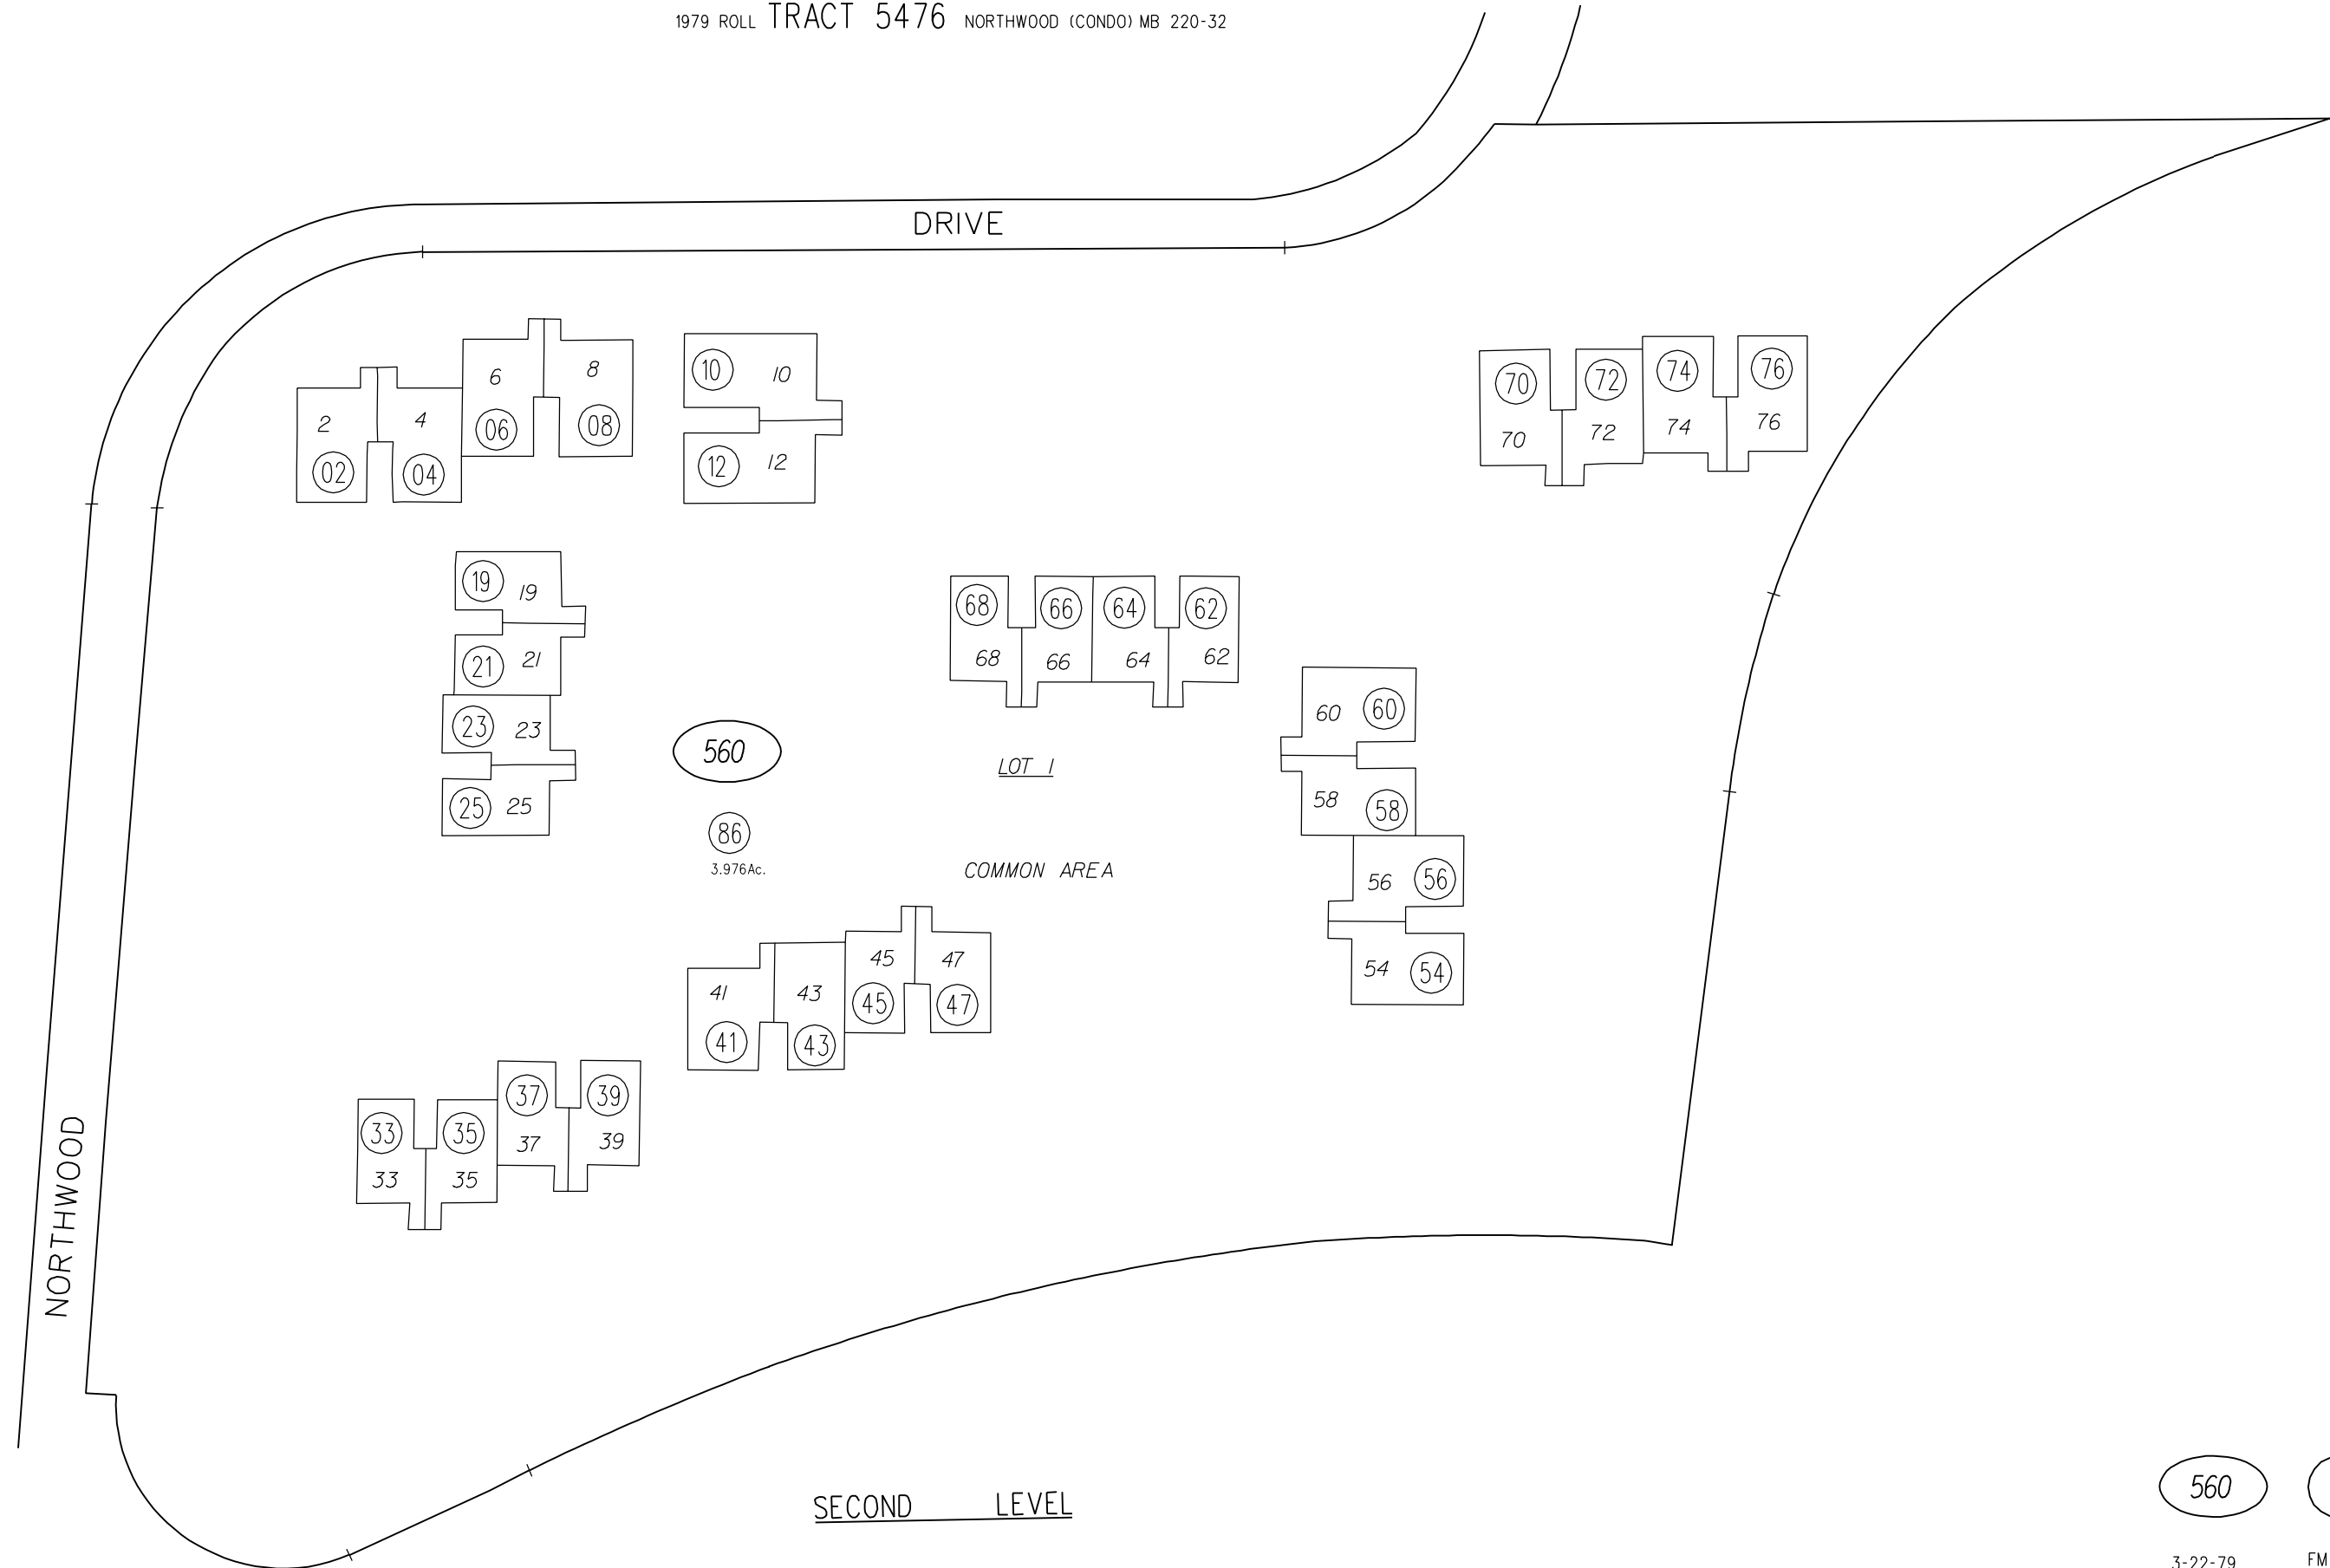 1979 ROLL TRACT 5476 NORTHWOOD (CONDO) MB 220-32
DRIVE
NORTHWOOD
6 8
06 08
2 4
02 04
10 10
12 12
70 72 74 76
70 72 74 76
19 19
21 21
23 23
25 25
68 66 64 62
68 66 64 62
560
86
3.976Ac.
LOT 1
COMMON AREA
60 60
58 58
56 56
54 54
41 43 45 47
41 43 45 47
33 35 37 39
33 35 37 39
SECOND LEVEL
560
3-22-79 FM